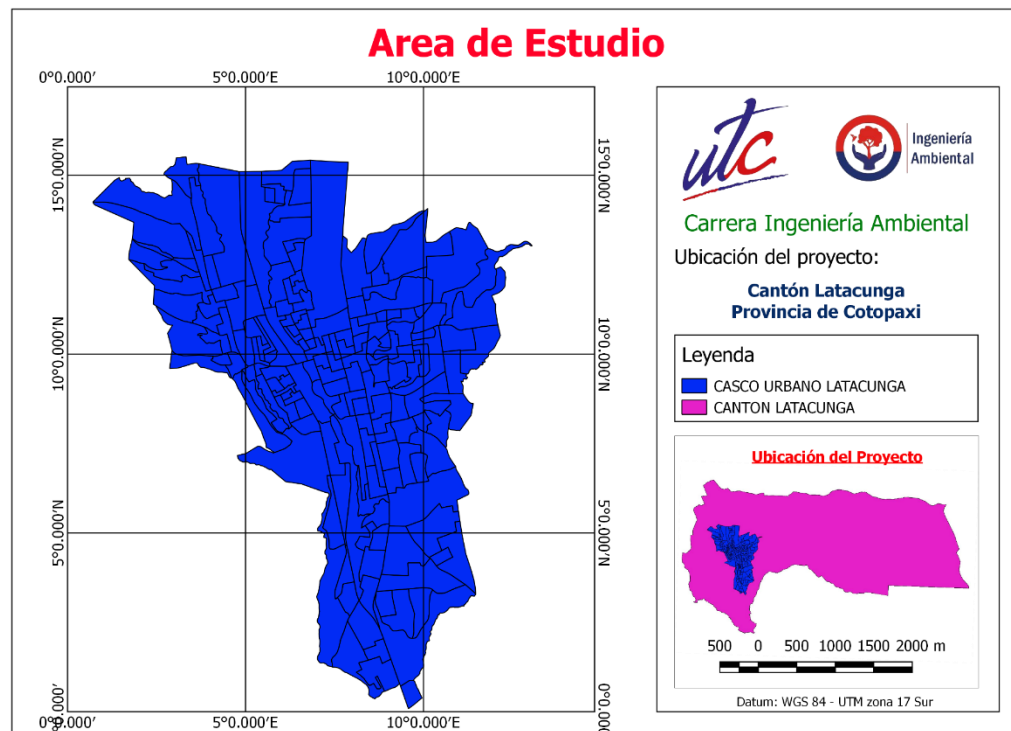 Area de Estudio
0°0.000′ 5°0.000′E 10°0.000′E
15°0.000′N 15°0.000′N
10°0.000′N 10°0.000′N
5°0.000′N 5°0.000′N
0°0.000′ 0°0.000′
0°0.000′ 5°0.000′E 10°0.000′E
utc
Ingeniería
Ambiental
Carrera Ingeniería Ambiental
Ubicación del proyecto:
Cantón Latacunga
Provincia de Cotopaxi
Leyenda
CASCO URBANO LATACUNGA
CANTON LATACUNGA
Ubicación del Proyecto
500 0 500 1000 1500 2000 m
Datum: WGS 84 - UTM zona 17 Sur